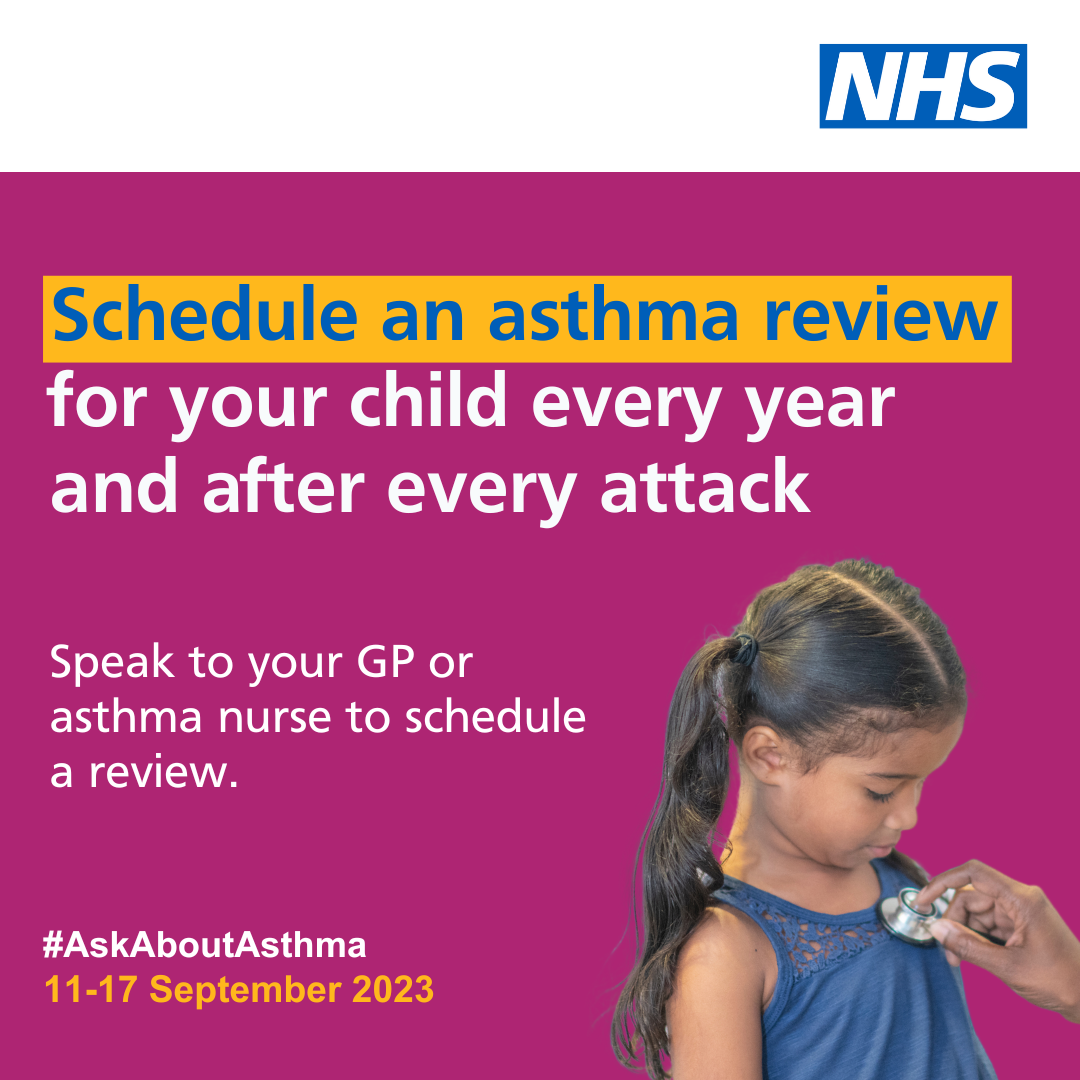 NHS
Schedule an asthma review
for your child every year
and after every attack
Speak to your GP or
asthma nurse to schedule
a review.
#AskAboutAsthma
11-17 September 2023